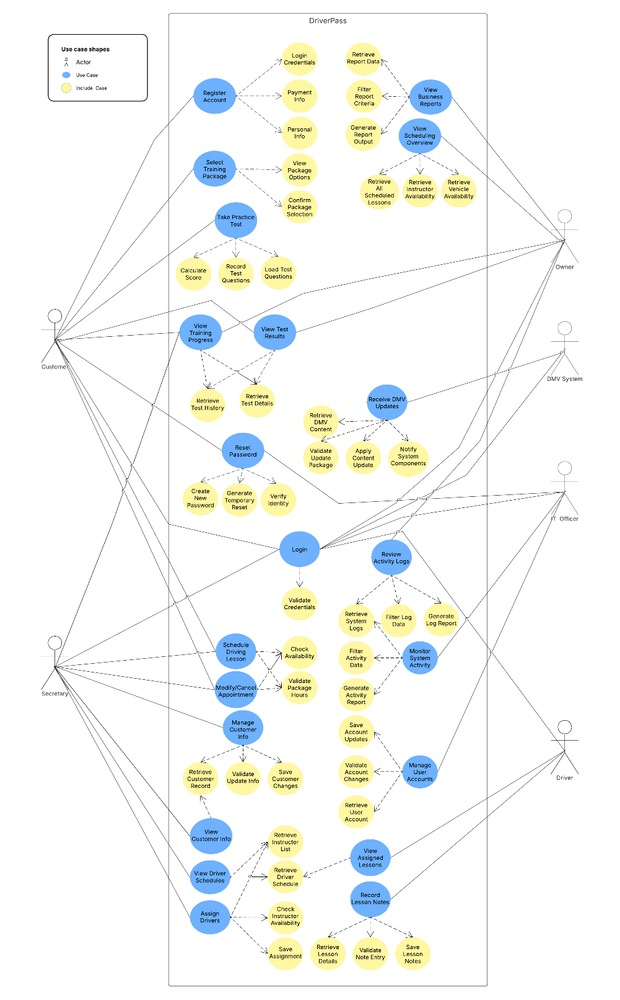 DriverPass
Use case shapes
Actor
Use Case
Include Case
Login
Credentials
Payment
Info
Personal
Info
Register
Account
Retrieve
Report Data
Filter
Report
Criteria
Generate
Report
Output
View
Business
Reports
View
Scheduling
Overview
Select
Training
Package
View
Package
Options
Confirm
Package
Selection
Retrieve
All
Scheduled
Lessons
Retrieve
Instructor
Availability
Retrieve
Vehicle
Availability
Take Practice
Test
Calculate
Score
Record
Test
Questions
Load Test
Questions
Owner
Customer
View
Training
Progress
View Test
Results
DMV System
Retrieve
Test History
Retrieve
Test Details
Receive DMV
Updates
Retrieve
DMV
Content
Validate
Update
Package
Apply
Content
Update
Notify
System
Components
Reset
Password
Create
New
Password
Generate
Temporary
Reset
Verify
Identity
IT Officer
Login
Validate
Credentials
Review
Activity Logs
Retrieve
System
Logs
Filter Log
Data
Generate
Log Report
Schedule
Driving
Lesson
Check
Availability
Filter
Activity
Data
Monitor
System
Activity
Modify/Cancel
Appointment
Validate
Package
Hours
Generate
Activity
Report
Secretary
Manage
Customer
Info
Save
Account
Updates
Retrieve
Customer
Record
Validate
Update Info
Save
Customer
Changes
Validate
Account
Changes
Manage
User
Accounts
Driver
Retrieve
User
Account
View
Customer Info
Retrieve
Instructor
List
View
Assigned
Lessons
View Driver
Schedules
Retrieve
Driver
Schedule
Record
Lesson Notes
Assign
Drivers
Check
Instructor
Availability
Save
Assignment
Retrieve
Lesson
Details
Validate
Note Entry
Save
Lesson
Notes